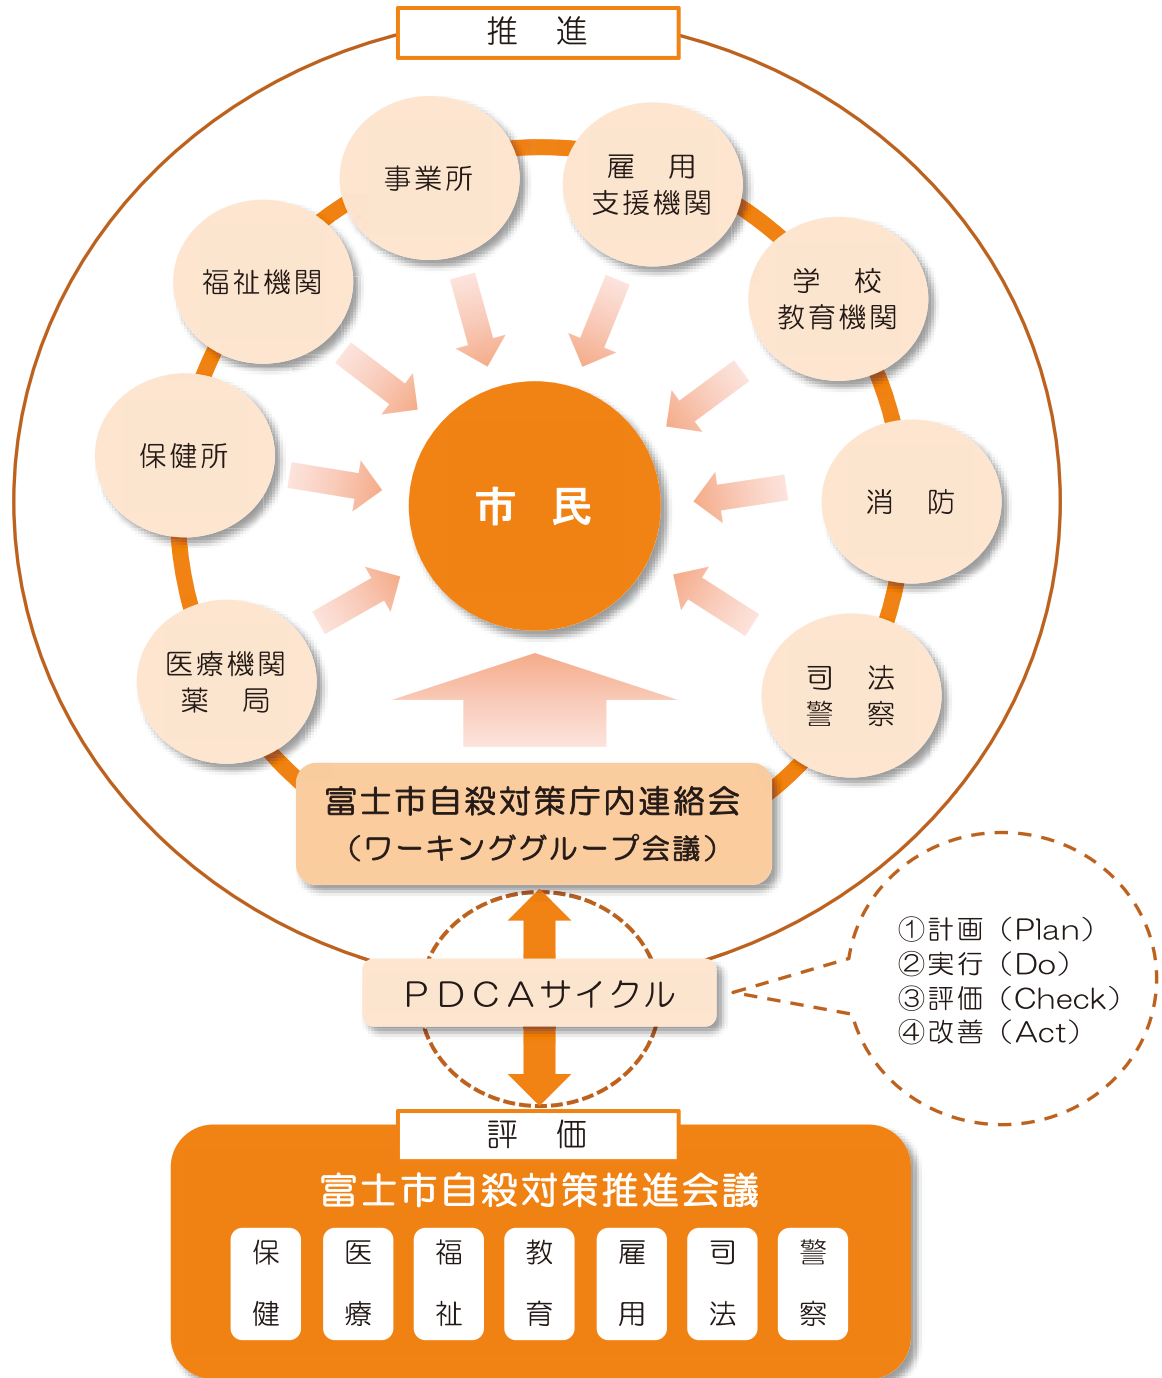 推　進
事業所
雇　用
支援機関
福祉機関
学　校
教育機関
保健所
市　民
消　防
医療機関
薬　局
司　法
警　察
富士市自殺対策庁内連絡会
（ワーキンググループ会議）
PDCAサイクル
①計画（Plan）
②実行（Do）
③評価（Check）
④改善（Act）
評　価
富士市自殺対策推進会議
保健
医療
福祉
教育
雇用
司法
警察